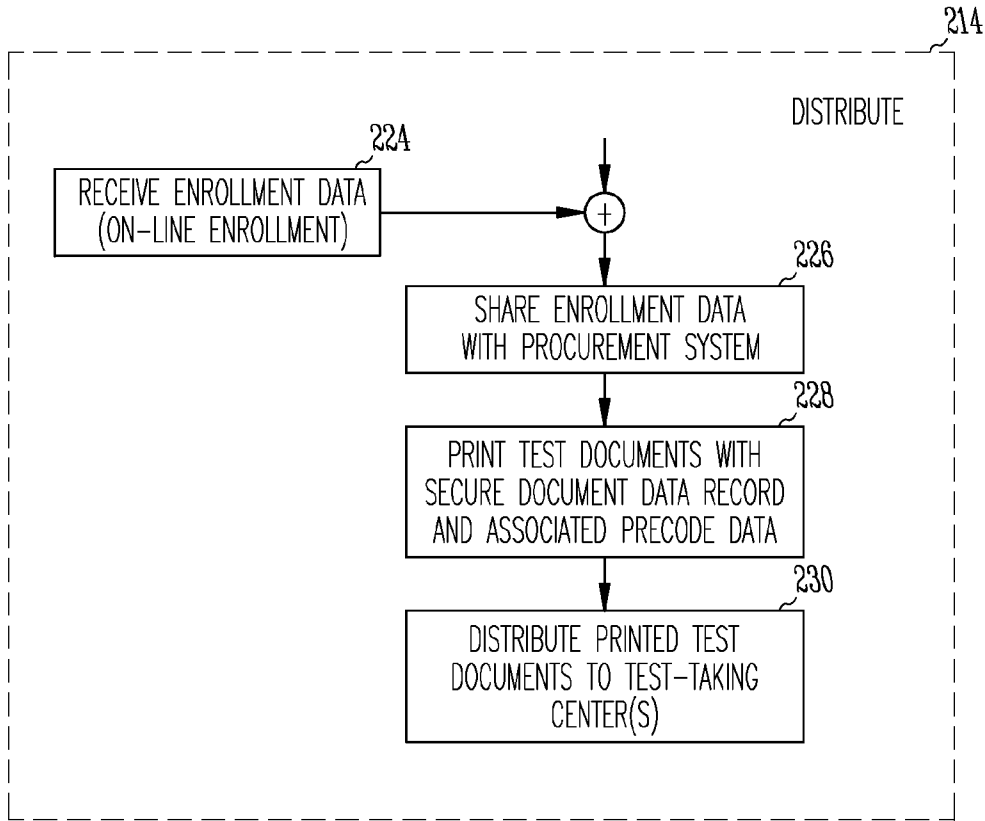 214
DISTRIBUTE
224
RECEIVE ENROLLMENT DATA
(ON-LINE ENROLLMENT)
+
226
SHARE ENROLLMENT DATA
WITH PROCUREMENT SYSTEM
228
PRINT TEST DOCUMENTS WITH
SECURE DOCUMENT DATA RECORD
AND ASSOCIATED PRECODE DATA
230
DISTRIBUTE PRINTED TEST
DOCUMENTS TO TEST-TAKING
CENTER(S)